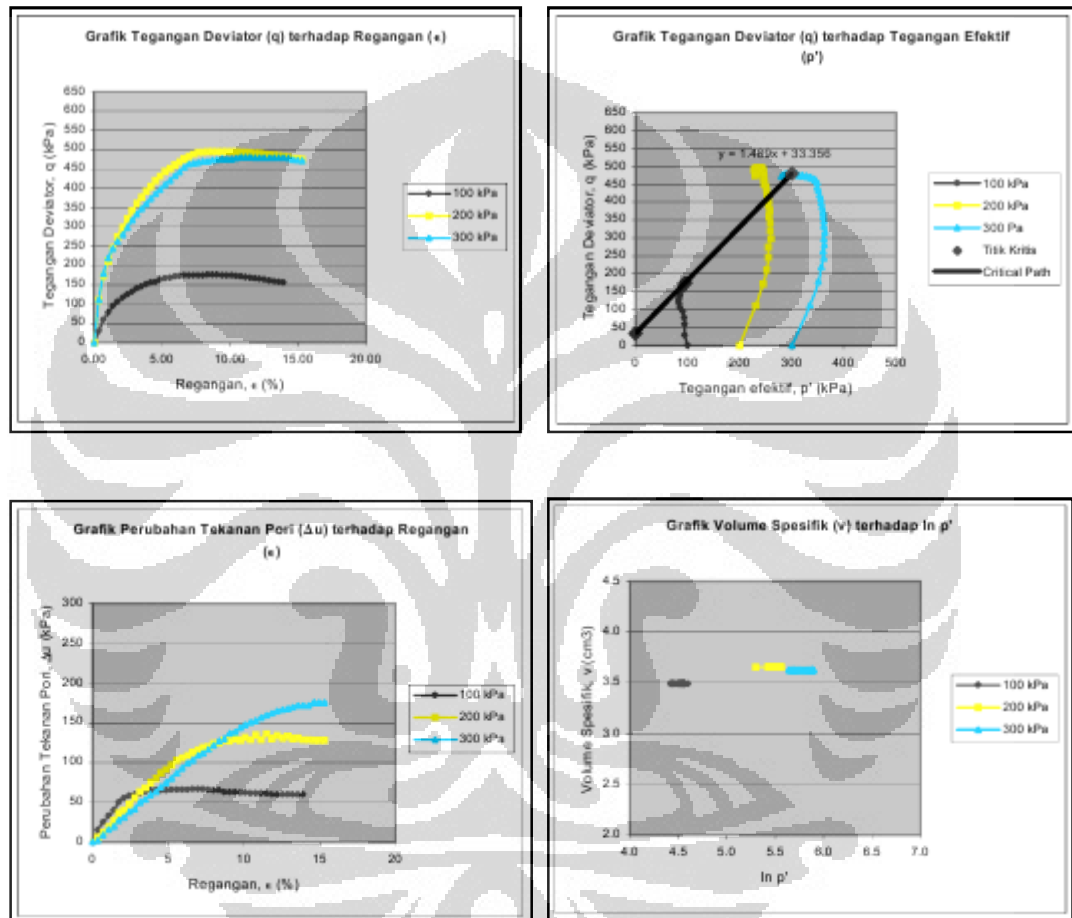 Grafik Tegangan Deviator (q) terhadap Regangan (ε)
Tegangan Deviator, q (kPa)
650
600
550
500
450
400
350
300
250
200
150
100
50
0
0.00
5.00
10.00
15.00
20.00
Regangan, ε (%)
100 kPa
200 kPa
300 kPa
Grafik Tegangan Deviator (q) terhadap Tegangan Efektif
(p')
Tegangan Deviator, q (kPa)
650
600
550
500
450
400
350
300
250
200
150
100
50
0
y = 1.489x + 33.356
0
100
200
300
400
500
Tegangan efektif, p' (kPa)
100 kPa
200 kPa
300 Pa
Titik Kritis
Critical Path
Grafik Perubahan Tekanan Pori (Δu) terhadap Regangan
(ε)
Perubahan Tekanan Pori, Δu (kPa)
300
250
200
150
100
50
0
0
5
10
15
20
Regangan, ε (%)
100 kPa
200 kPa
300 kPa
Grafik Volume Spesifik (v) terhadap ln p'
Volume Spesifik, v (cm3)
4.5
4.0
3.5
3.0
2.5
2.0
4.0
4.5
5.0
5.5
6.0
6.5
7.0
ln p'
100 kPa
200 kPa
300 kPa